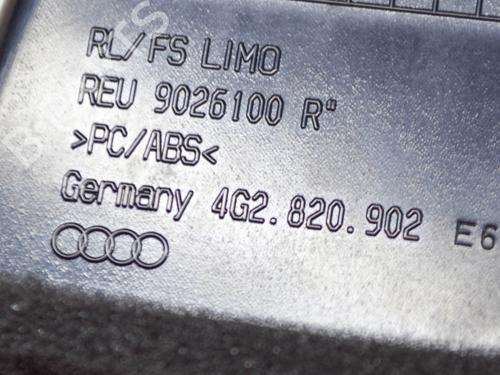 RL/FS LIMO
REU 9026100 R"
>PC/ABS<
Germany 4G2.820.902 E6